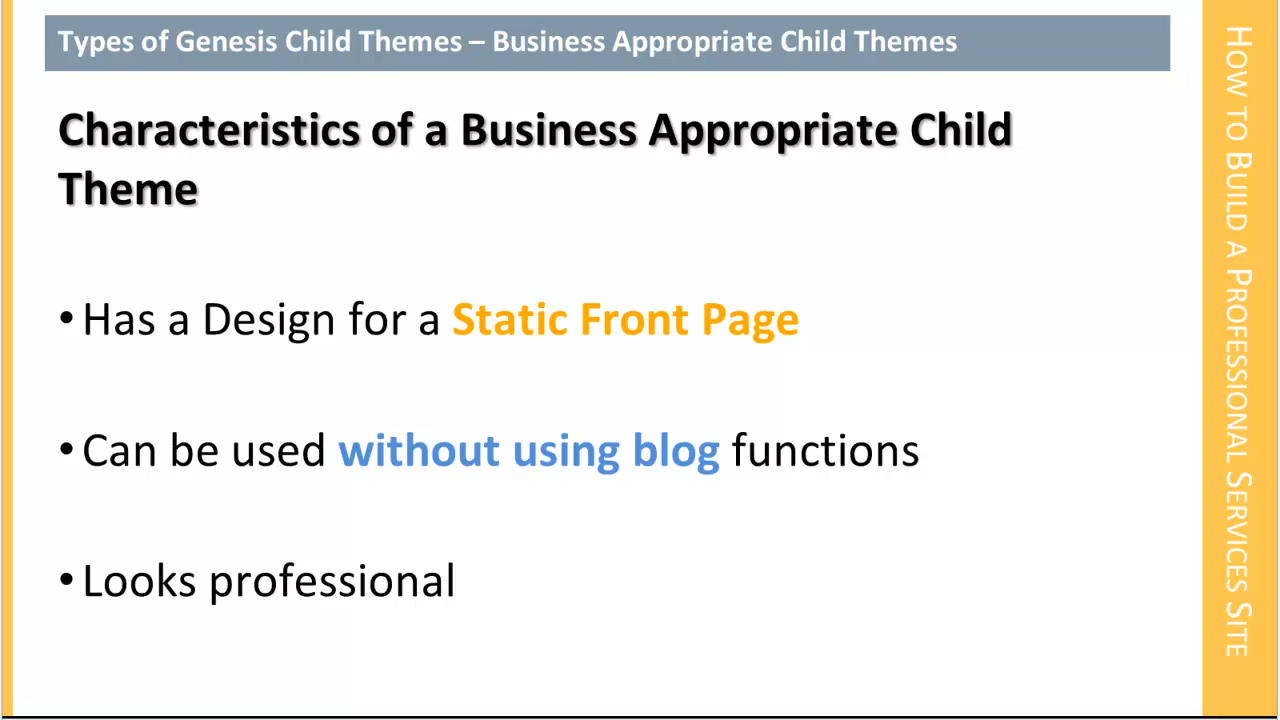 Types of Genesis Child Themes – Business Appropriate Child Themes
Characteristics of a Business Appropriate Child
Theme
• Has a Design for a Static Front Page
• Can be used without using blog functions
• Looks professional
How to Build a Professional Services Site